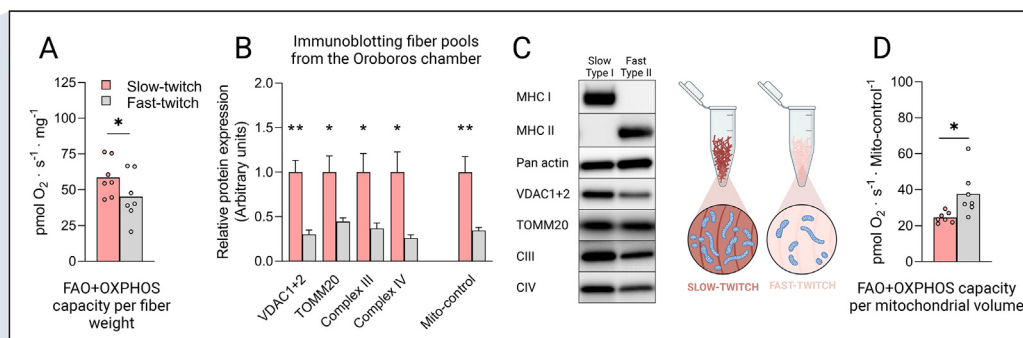 A
125
100
75
50
25
0
pmol O₂ · s⁻¹ · mg⁻¹
Slow-twitch
Fast-twitch
*
FAO+OXPHOS
capacity per fiber
weight
B
Immunoblotting fiber pools
from the Oroboros chamber
Relative protein expression
(Arbitrary units)
2.0
1.5
1.0
0.5
0.0
** * * * **
VDAC1+2
TOMM20
Complex III
Complex IV
Mito-control
C
Slow
Type I
Fast
Type II
MHC I
MHC II
Pan actin
VDAC1+2
TOMM20
CIII
CIV
SLOW-TWITCH
FAST-TWITCH
D
100
80
60
40
20
0
pmol O₂ · s⁻¹ · Mito-control⁻¹
*
FAO+OXPHOS capacity
per mitochondrial volume